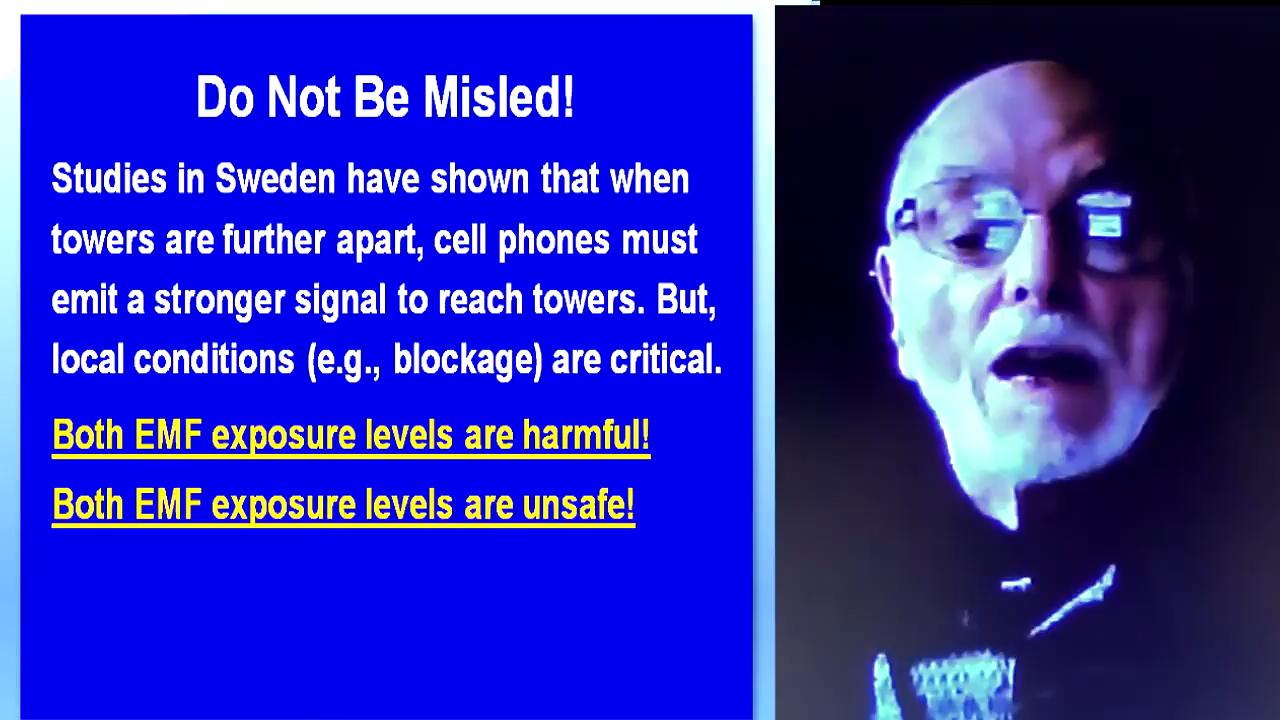 Do Not Be Misled!
Studies in Sweden have shown that when
towers are further apart, cell phones must
emit a stronger signal to reach towers. But,
local conditions (e.g., blockage) are critical.
Both EMF exposure levels are harmful!
Both EMF exposure levels are unsafe!